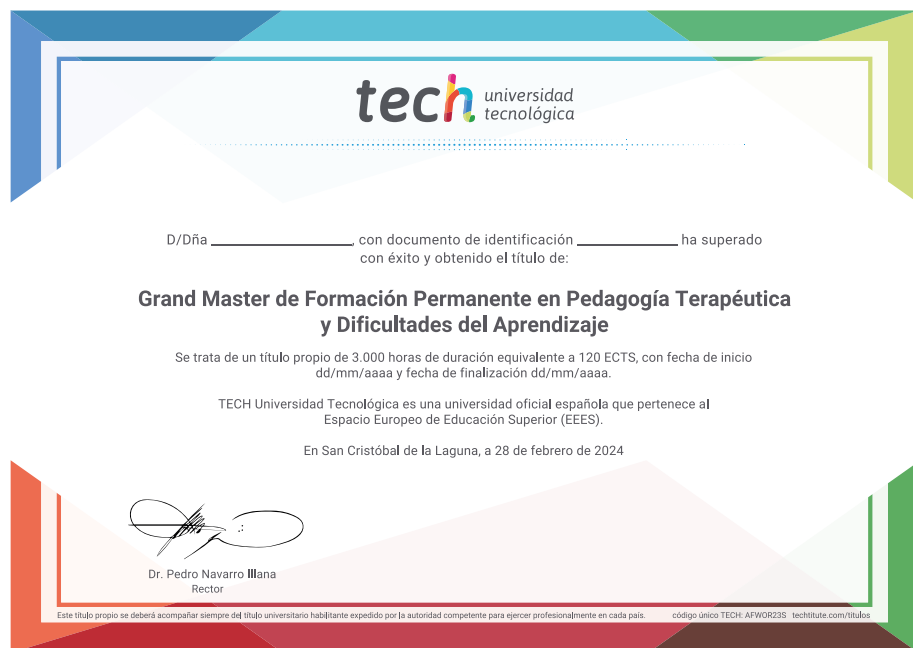 tech universidad
tecnológica
D/Dña ____________________, con documento de identificación ______________ ha superado
con éxito y obtenido el título de:
Grand Master de Formación Permanente en Pedagogía Terapéutica
y Dificultades del Aprendizaje
Se trata de un título propio de 3.000 horas de duración equivalente a 120 ECTS, con fecha de inicio
dd/mm/aaaa y fecha de finalización dd/mm/aaaa.
TECH Universidad Tecnológica es una universidad oficial española que pertenece al
Espacio Europeo de Educación Superior (EEES).
En San Cristóbal de la Laguna, a 28 de febrero de 2024
Dr. Pedro Navarro Illana
Rector
Este título propio se deberá acompañar siempre del título universitario habilitante expedido por la autoridad competente para ejercer profesionalmente en cada país. código único TECH: AFWOR23S techtitute.com/titulos